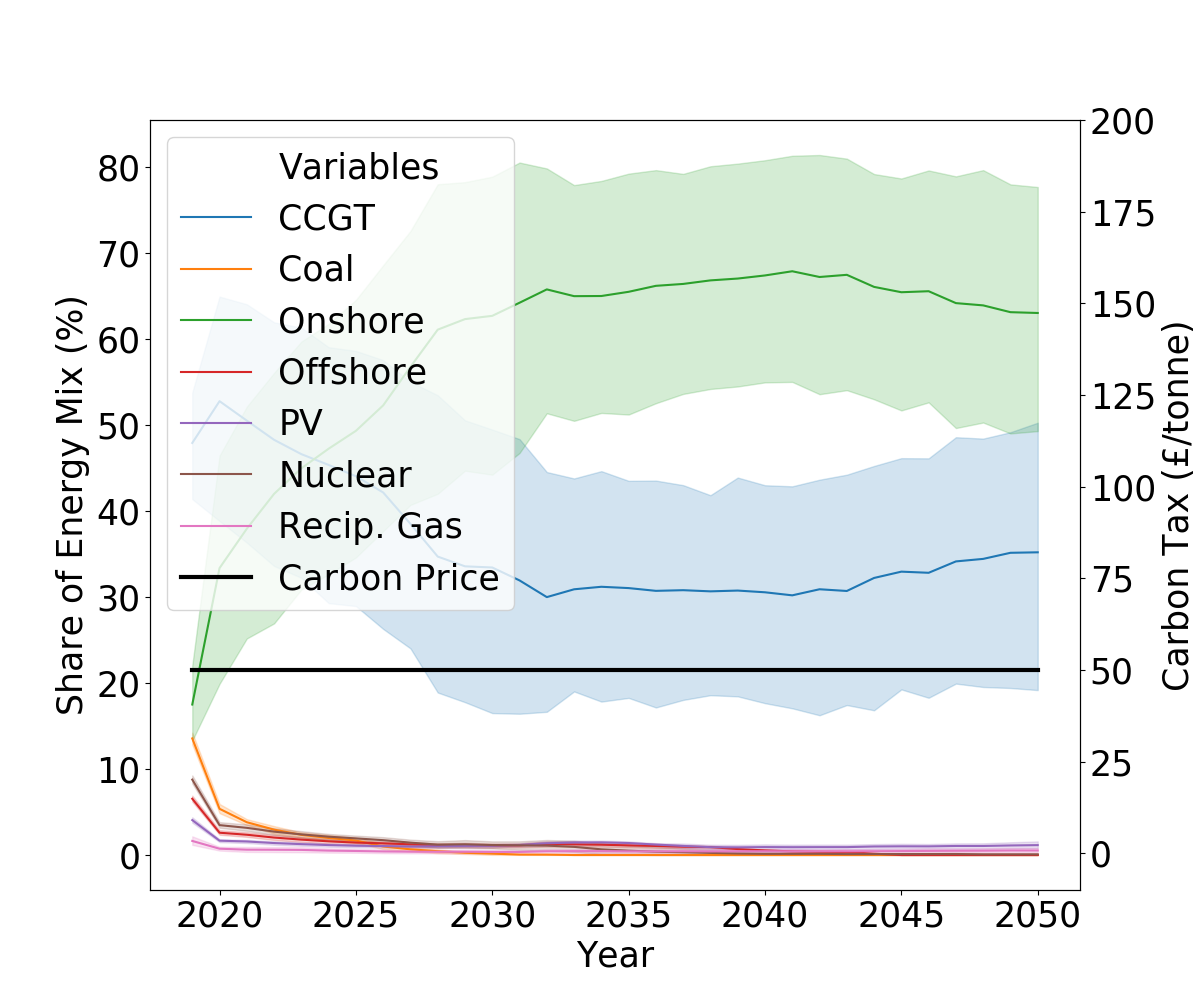 Variables
CCGT
Coal
Onshore
Offshore
PV
Nuclear
Recip. Gas
Carbon Price
Share of Energy Mix (%)
80
70
60
50
40
30
20
10
0
200
175
150
125
100
75
50
25
0
Carbon Tax (£/tonne)
2020 2025 2030 2035 2040 2045 2050
Year